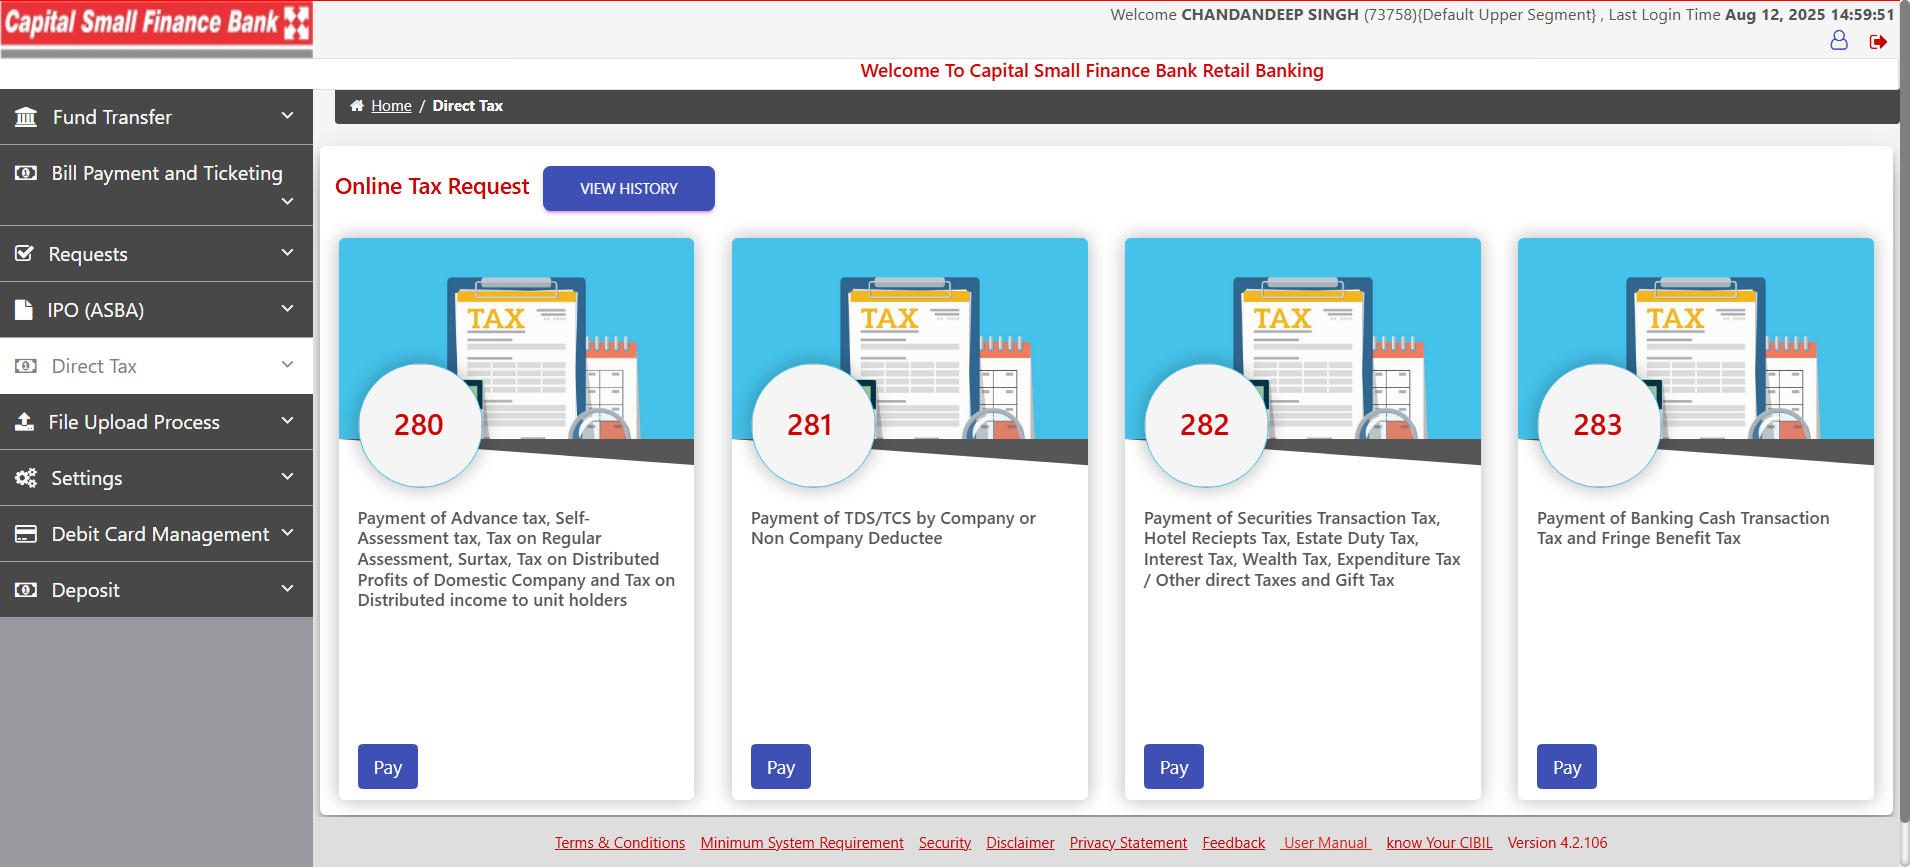 Capital Small Finance Bank
Welcome CHANDANDEEP SINGH (73758){Default Upper Segment} , Last Login Time Aug 12, 2025 14:59:51
Welcome To Capital Small Finance Bank Retail Banking
Home / Direct Tax
Fund Transfer
Bill Payment and Ticketing
Requests
IPO (ASBA)
Direct Tax
File Upload Process
Settings
Debit Card Management
Deposit
Online Tax Request
VIEW HISTORY
TAX
280
Payment of Advance tax, Self-
Assessment tax, Tax on Regular
Assessment, Surtax, Tax on Distributed
Profits of Domestic Company and Tax on
Distributed income to unit holders
Pay
TAX
281
Payment of TDS/TCS by Company or
Non Company Deductee
Pay
TAX
282
Payment of Securities Transaction Tax,
Hotel Reciepts Tax, Estate Duty Tax,
Interest Tax, Wealth Tax, Expenditure Tax
/ Other direct Taxes and Gift Tax
Pay
TAX
283
Payment of Banking Cash Transaction
Tax and Fringe Benefit Tax
Pay
Terms & Conditions Minimum System Requirement Security Disclaimer Privacy Statement Feedback User Manual know Your CIBIL Version 4.2.106